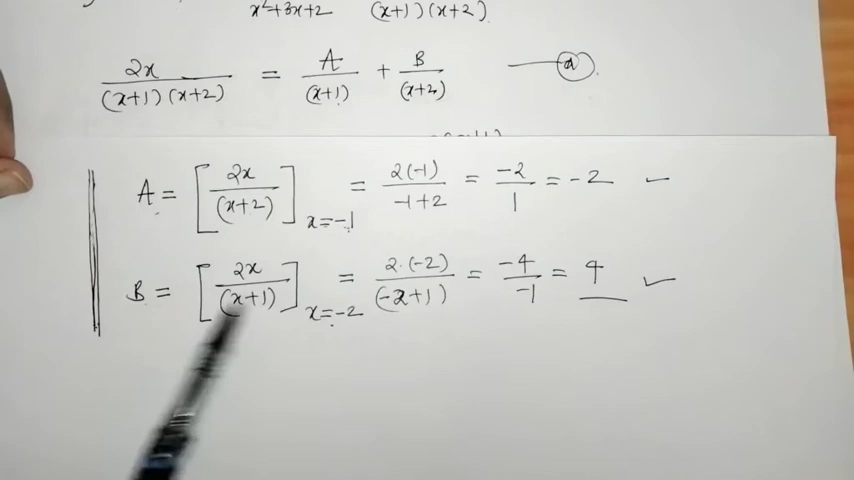 x²+3x+2 (x+1)(x+2)
2x/((x+1)(x+2)) = A/(x+1) + B/(x+2) — (a).
A = [2x/(x+2)] x=-1 = 2(-1)/(-1+2) = -2/1 = -2 ✓
B = [2x/(x+1)] x=-2 = 2·(-2)/(-2+1) = -4/-1 = 4 ✓